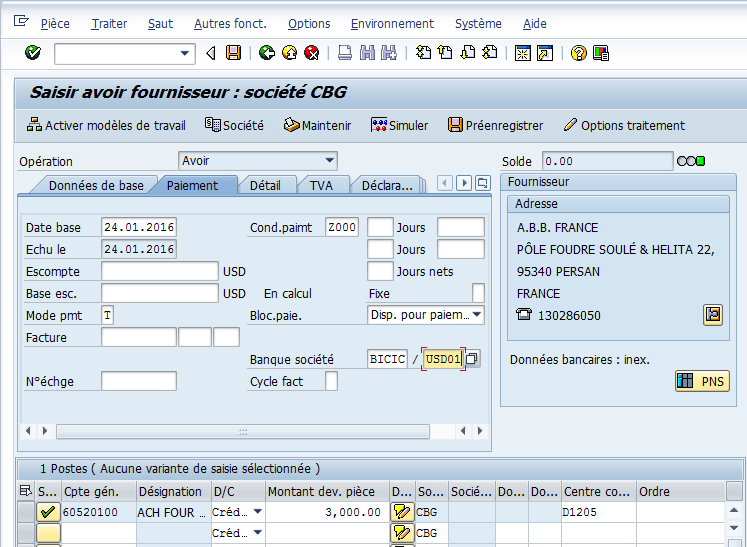 Pièce Traiter Saut Autres fonct. Options Environnement Système Aide
Saisir avoir fournisseur : société CBG
Activer modèles de travail Société Maintenir Simuler Préenregistrer Options traitement
Opération Avoir Solde 0.00
Données de base Paiement Détail TVA Déclara...
Date base 24.01.2016 Cond.paimt Z000 Jours
Echu le 24.01.2016 Jours
Escompte USD Jours nets
Base esc. USD En calcul Fixe
Mode pmt T Bloc.paie. Disp. pour paiem...
Facture
Banque société BICIC / USD01
N°échge Cycle fact
Fournisseur
Adresse
A.B.B. FRANCE
PÔLE FOUDRE SOULÉ & HELITA 22,
95340 PERSAN
FRANCE
130286050
Données bancaires : inex.
PNS
1 Postes ( Aucune variante de saisie sélectionnée )
S... Cpte gén. Désignation D/C Montant dev. pièce D... So... Socié... Do... Do... Centre co... Ordre
60520100 ACH FOUR ... Créd... 3,000.00 CBG D1205
Créd... CBG